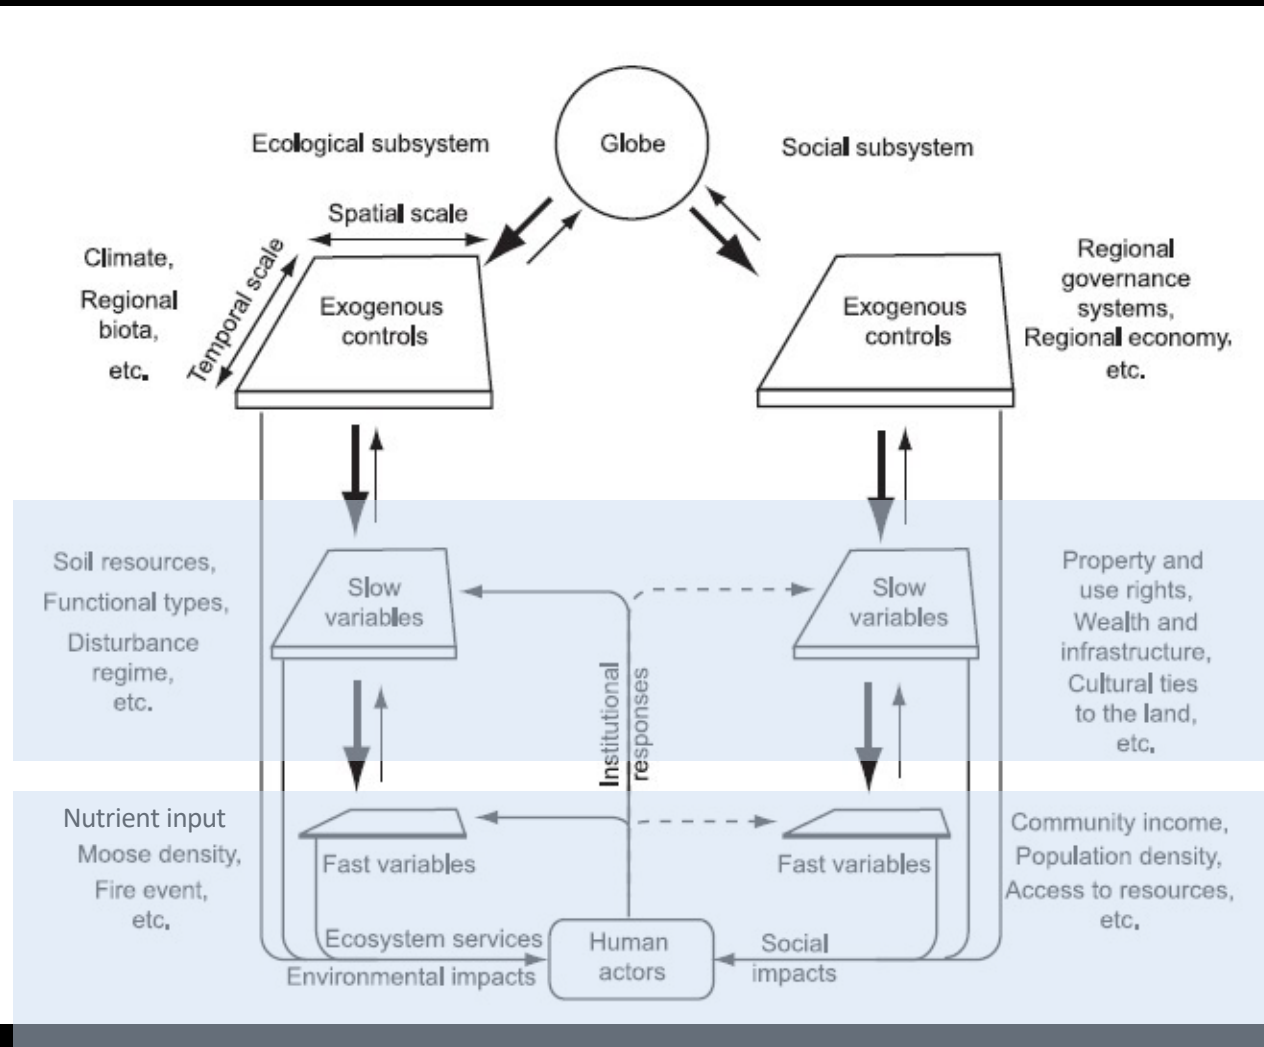 Globe
Ecological subsystem
Social subsystem
Spatial scale
Temporal scale
Climate,
Regional
biota,
etc.
Exogenous
controls
Exogenous
controls
Regional
governance
systems,
Regional economy,
etc.
Soil resources,
Functional types,
Disturbance
regime,
etc.
Slow
variables
Institutional
responses
Slow
variables
Property and
use rights,
Wealth and
infrastructure,
Cultural ties
to the land,
etc.
Nutrient input
Moose density,
Fire event,
etc.
Fast variables
Fast variables
Community income,
Population density,
Access to resources,
etc.
Ecosystem services
Environmental impacts
Human
actors
Social
impacts